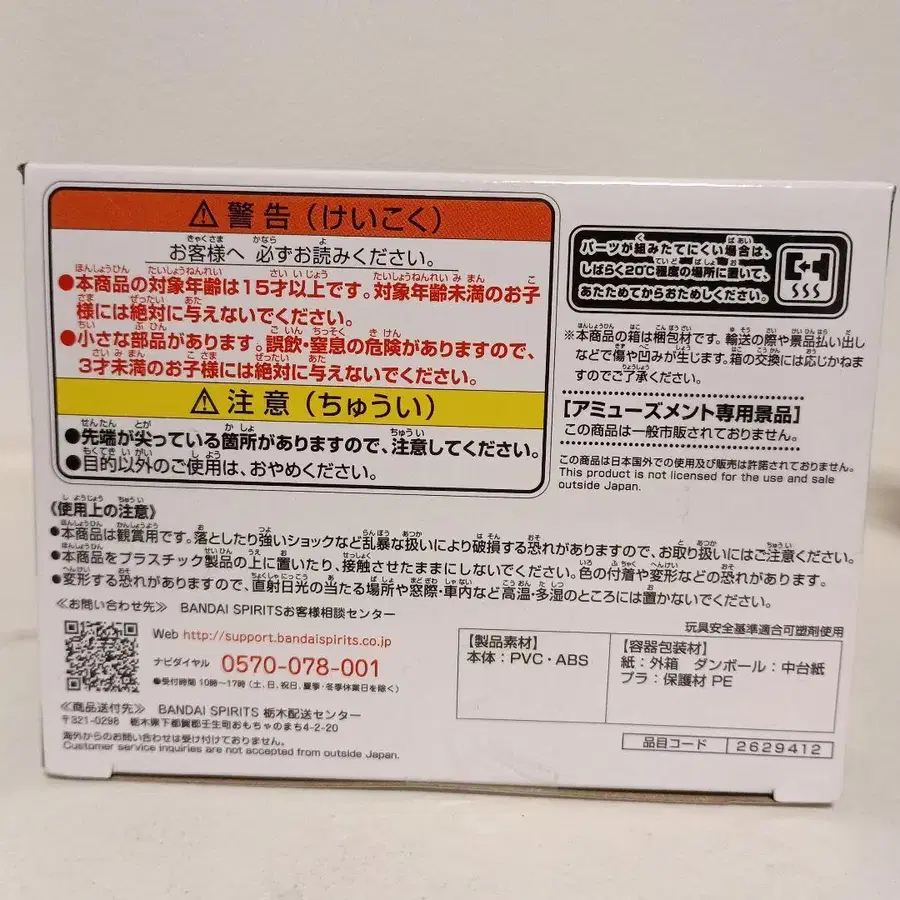 ⚠ 警告（けいこく）
お客様へ 必ずお読みください。
●本商品の対象年齢は15才以上です。対象年齢未満のお子
様には絶対に与えないでください。
●小さな部品があります。誤飲・窒息の危険がありますので、
3才未満のお子様には絶対に与えないでください。
⚠ 注意（ちゅうい）
●先端が尖っている箇所がありますので、注意してください。
●目的以外のご使用は、おやめください。
パーツが組みたてにくい場合は、
しばらく20℃程度の場所に置いて、
あたためてからおためしください。
※本商品の箱は梱包材です。輸送の際や景品払い出し
などで傷や凹みが生じます。箱の交換には応じかねま
すのでご了承ください。
【アミューズメント専用景品】
この商品は一般市販されておりません。
この商品は日本国外での使用及び販売は許諾されておりません。
This product is not licensed for the use and sale
outside Japan.
《使用上の注意》
●本商品は観賞用です。落としたり強いショックなど乱暴な扱いにより破損する恐れがありますので、お取り扱いにはご注意ください。
●本商品をプラスチック製品の上に置いたり、接触させたままにしないでください。色の付着や変形などの恐れがあります。
●変形する恐れがありますので、直射日光の当たる場所や窓際・車内など高温・多湿のところには置かないでください。
≪お問い合わせ先≫ BANDAI SPIRITSお客様相談センター
Web http://support.bandaispirits.co.jp
ナビダイヤル 0570-078-001
●受付時間 10時〜17時（土、日、祝日、夏季・冬季休業日を除く）
≪商品送付先≫ BANDAI SPIRITS 栃木配送センター
〒321-0298 栃木県下都賀郡壬生町おもちゃのまち4-2-20
海外からのお問い合わせは受け付けておりません。
Customer service inquiries are not accepted from outside Japan.
玩具安全基準適合可塑剤使用
【製品素材】
本体：PVC・ABS
【容器包装材】
紙：外箱 ダンボール：中台紙
プラ：保護材 PE
品目コード 2629412